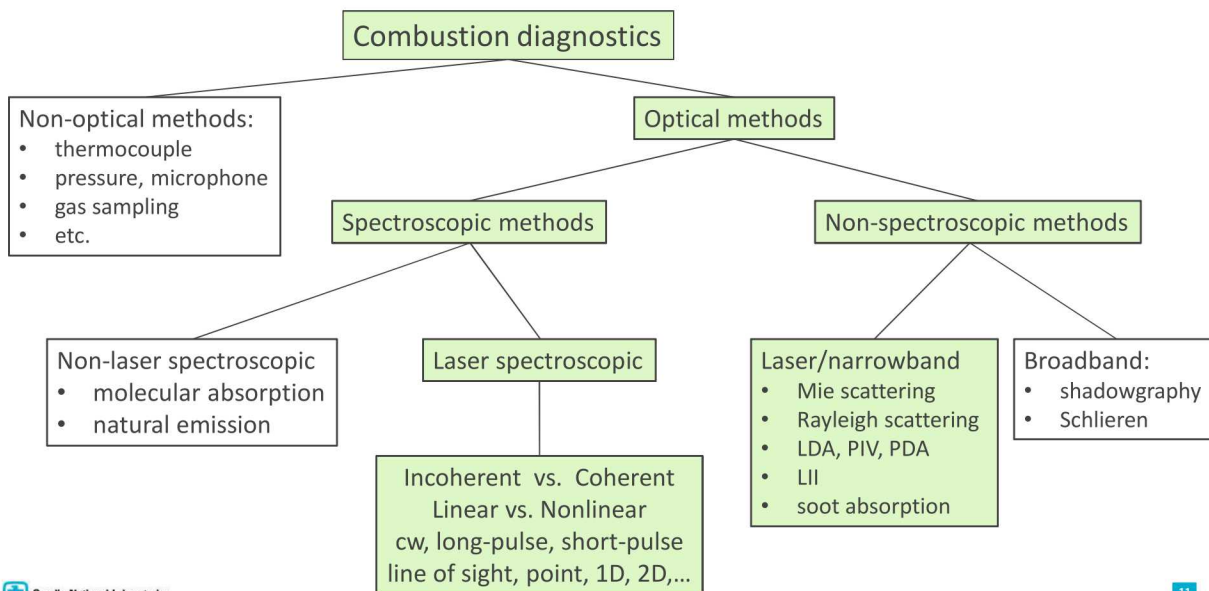 Combustion diagnostics
Non-optical methods:
• thermocouple
• pressure, microphone
• gas sampling
• etc.
Optical methods
Spectroscopic methods
Non-spectroscopic methods
Non-laser spectroscopic
• molecular absorption
• natural emission
Laser spectroscopic
Laser/narrowband
• Mie scattering
• Rayleigh scattering
• LDA, PIV, PDA
• LII
• soot absorption
Broadband:
• shadowgraphy
• Schlieren
Incoherent vs. Coherent
Linear vs. Nonlinear
cw, long-pulse, short-pulse
line of sight, point, 1D, 2D,...